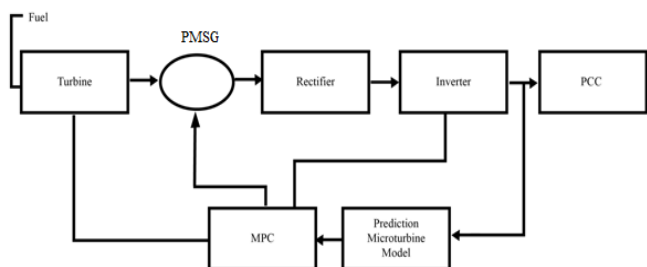 Fuel
PMSG
Turbine
Rectifier
Inverter
PCC
MPC
Prediction
Microturbine
Model